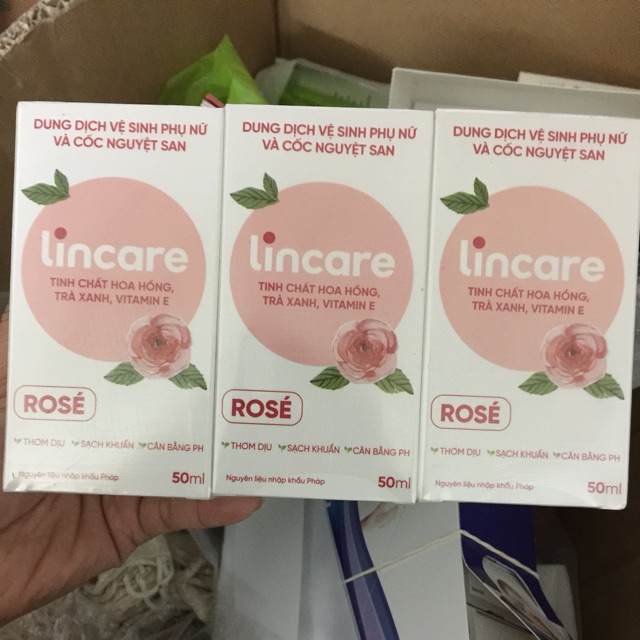 DUNG DỊCH VỆ SINH PHỤ NỮ
VÀ CỐC NGUYỆT SAN
lincare
TINH CHẤT HOA HỒNG,
TRÀ XANH, VITAMIN E
ROSÉ
THƠM DỊU SẠCH KHUẨN CÂN BẰNG PH
Nguyên liệu nhập khẩu Pháp 50ml
DUNG DỊCH VỆ SINH PHỤ NỮ
VÀ CỐC NGUYỆT SAN
lincare
TINH CHẤT HOA HỒNG,
TRÀ XANH, VITAMIN E
ROSÉ
THƠM DỊU SẠCH KHUẨN CÂN BẰNG PH
Nguyên liệu nhập khẩu Pháp 50ml
DUNG DỊCH VỆ SINH PHỤ NỮ
VÀ CỐC NGUYỆT SAN
lincare
TINH CHẤT HOA HỒNG,
TRÀ XANH, VITAMIN E
ROSÉ
THƠM DỊU SẠCH KHUẨN CÂN BẰNG PH
Nguyên liệu nhập khẩu Pháp 50ml